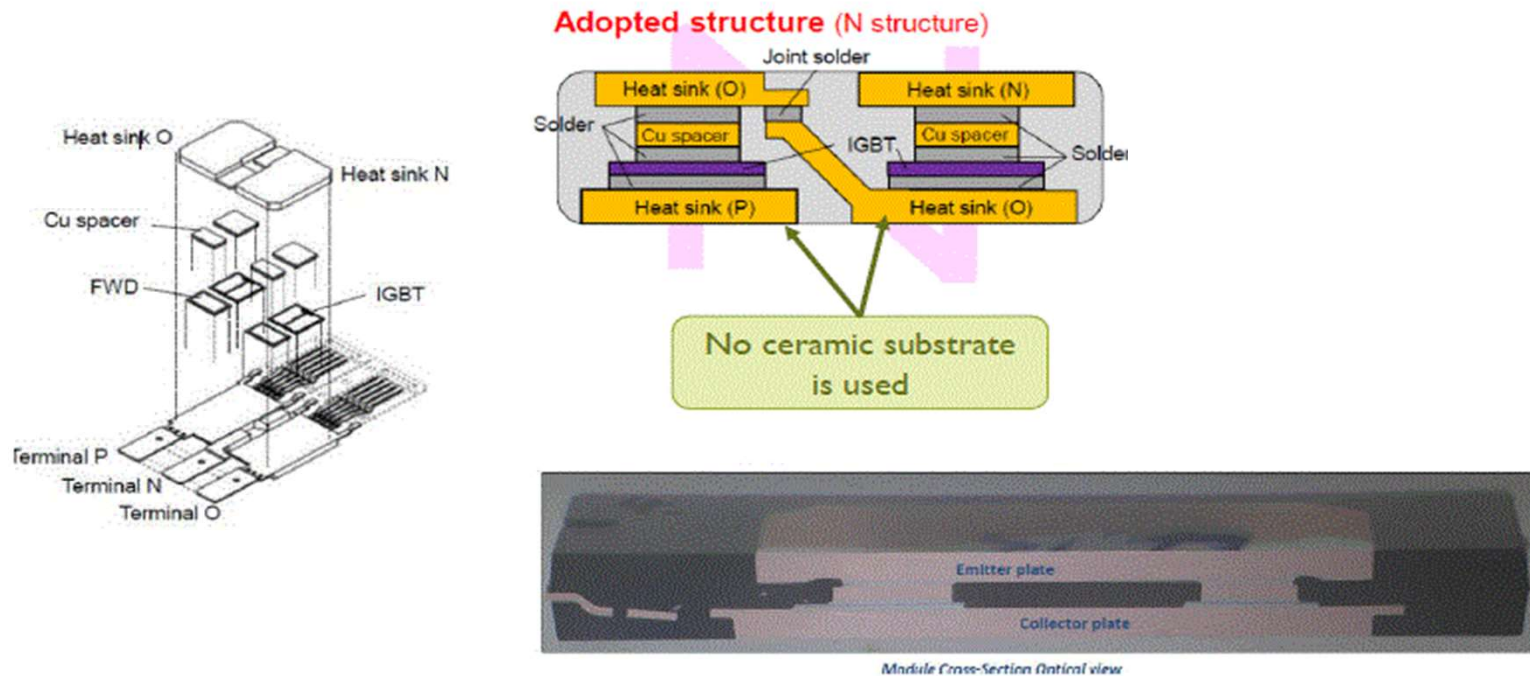 Adopted structure (N structure)
Joint solder
Heat sink (O)
Heat sink (N)
Solder
Cu spacer
IGBT
Cu spacer
Solder
Heat sink (P)
Heat sink (O)
No ceramic substrate
is used
Heat sink O
Heat sink N
Cu spacer
FWD
IGBT
Terminal P
Terminal N
Terminal O
Emitter plate
Collector plate
Module Cross-Section Optical view